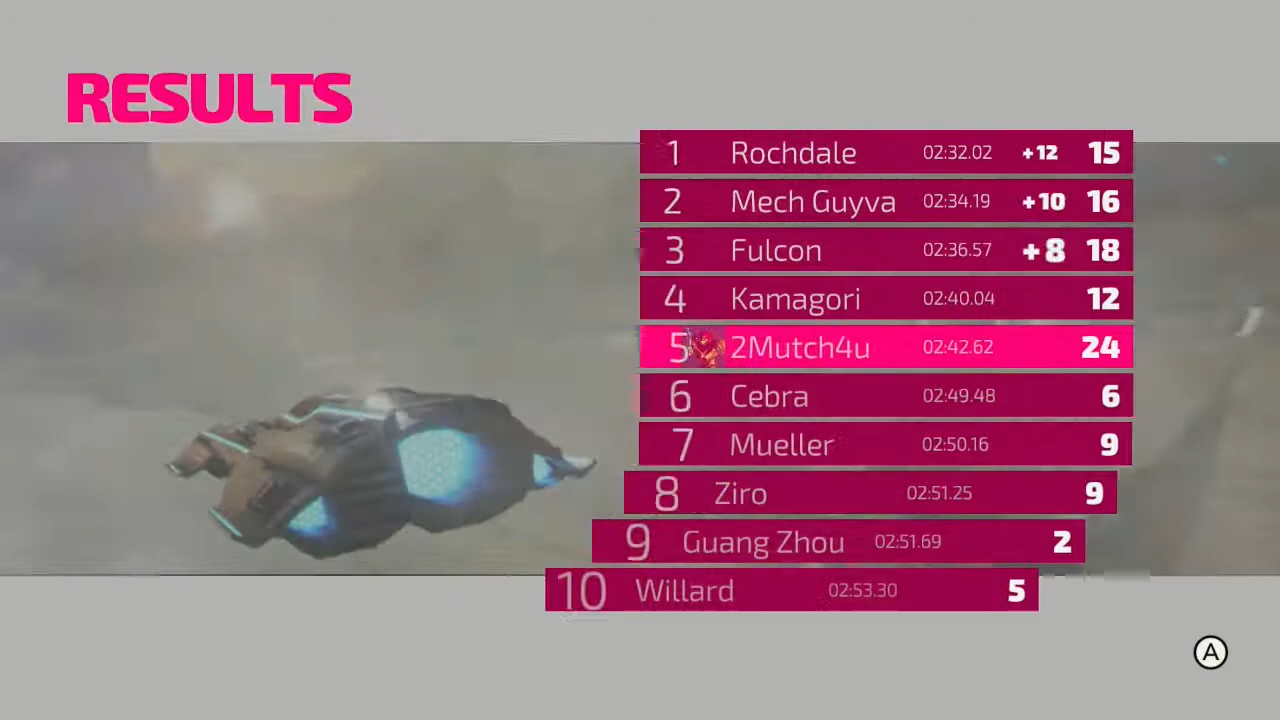 RESULTS
1 Rochdale 02:32.02 +12 15
2 Mech Guyva 02:34.19 +10 16
3 Fulcon 02:36.57 +8 18
4 Kamagori 02:40.04 12
5 2Mutch4u 02:42.62 24
6 Cebra 02:49.48 6
7 Mueller 02:50.16 9
8 Ziro 02:51.25 9
9 Guang Zhou 02:51.69 2
10 Willard 02:53.30 5
A